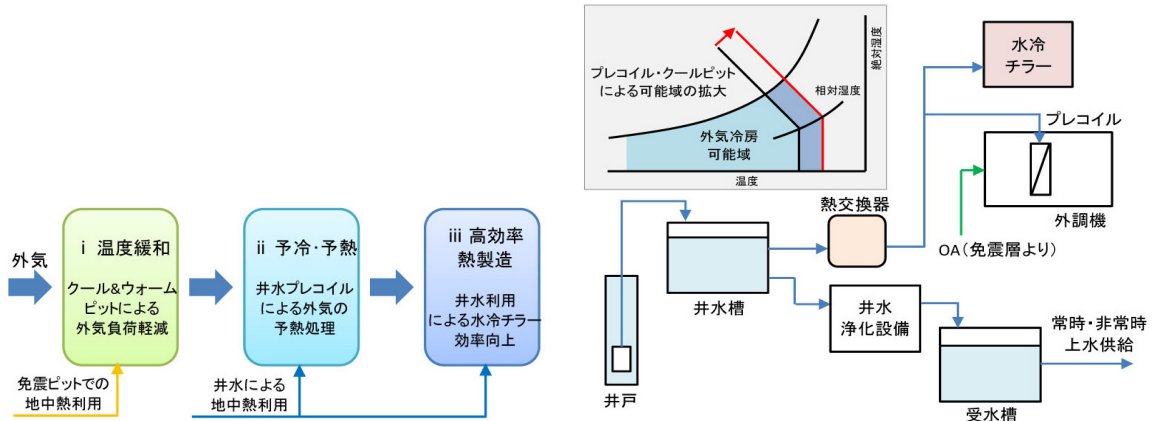 外気
i 温度緩和
クール&ウォーム
ピットによる
外気負荷軽減
ii 予冷・予熱
井水プレコイル
による外気の
予熱処理
iii 高効率
熱製造
井水利用
による水冷チラー
効率向上
免震ピットでの
地中熱利用
井水による
地中熱利用
プレコイル・クールピット
による可能域の拡大
外気冷房
可能域
相対湿度
絶対湿度
温度
水冷
チラー
プレコイル
外調機
OA(免震層より)
熱交換器
井水槽
井水
浄化設備
井戸
受水槽
常時・非常時
上水供給